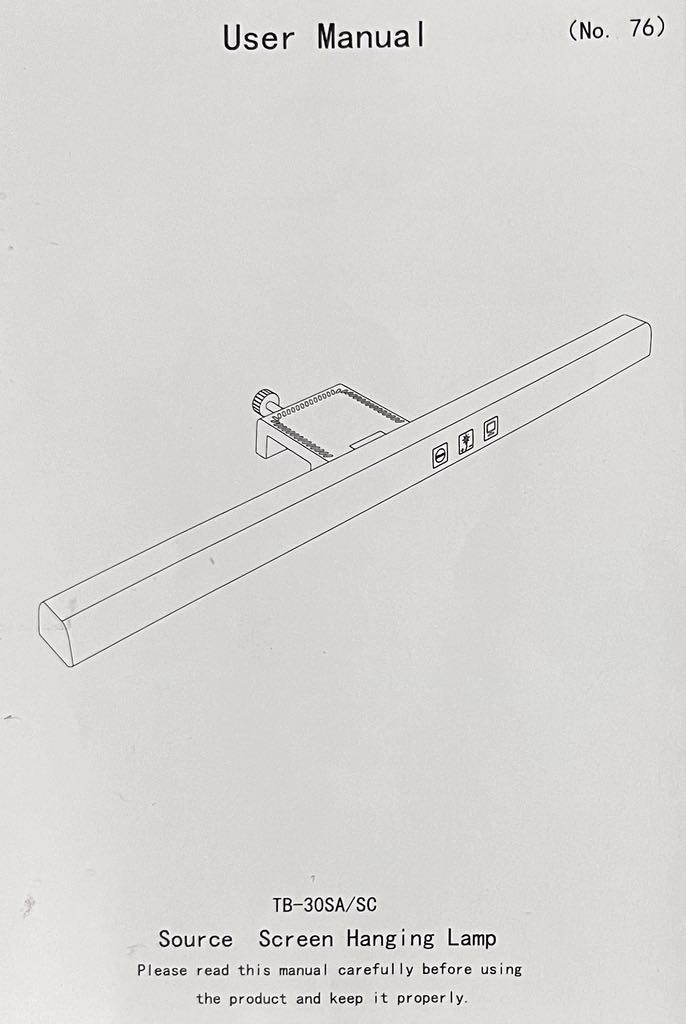 User Manual
(No. 76)
TB-30SA/SC
Source Screen Hanging Lamp
Please read this manual carefully before using
the product and keep it properly.